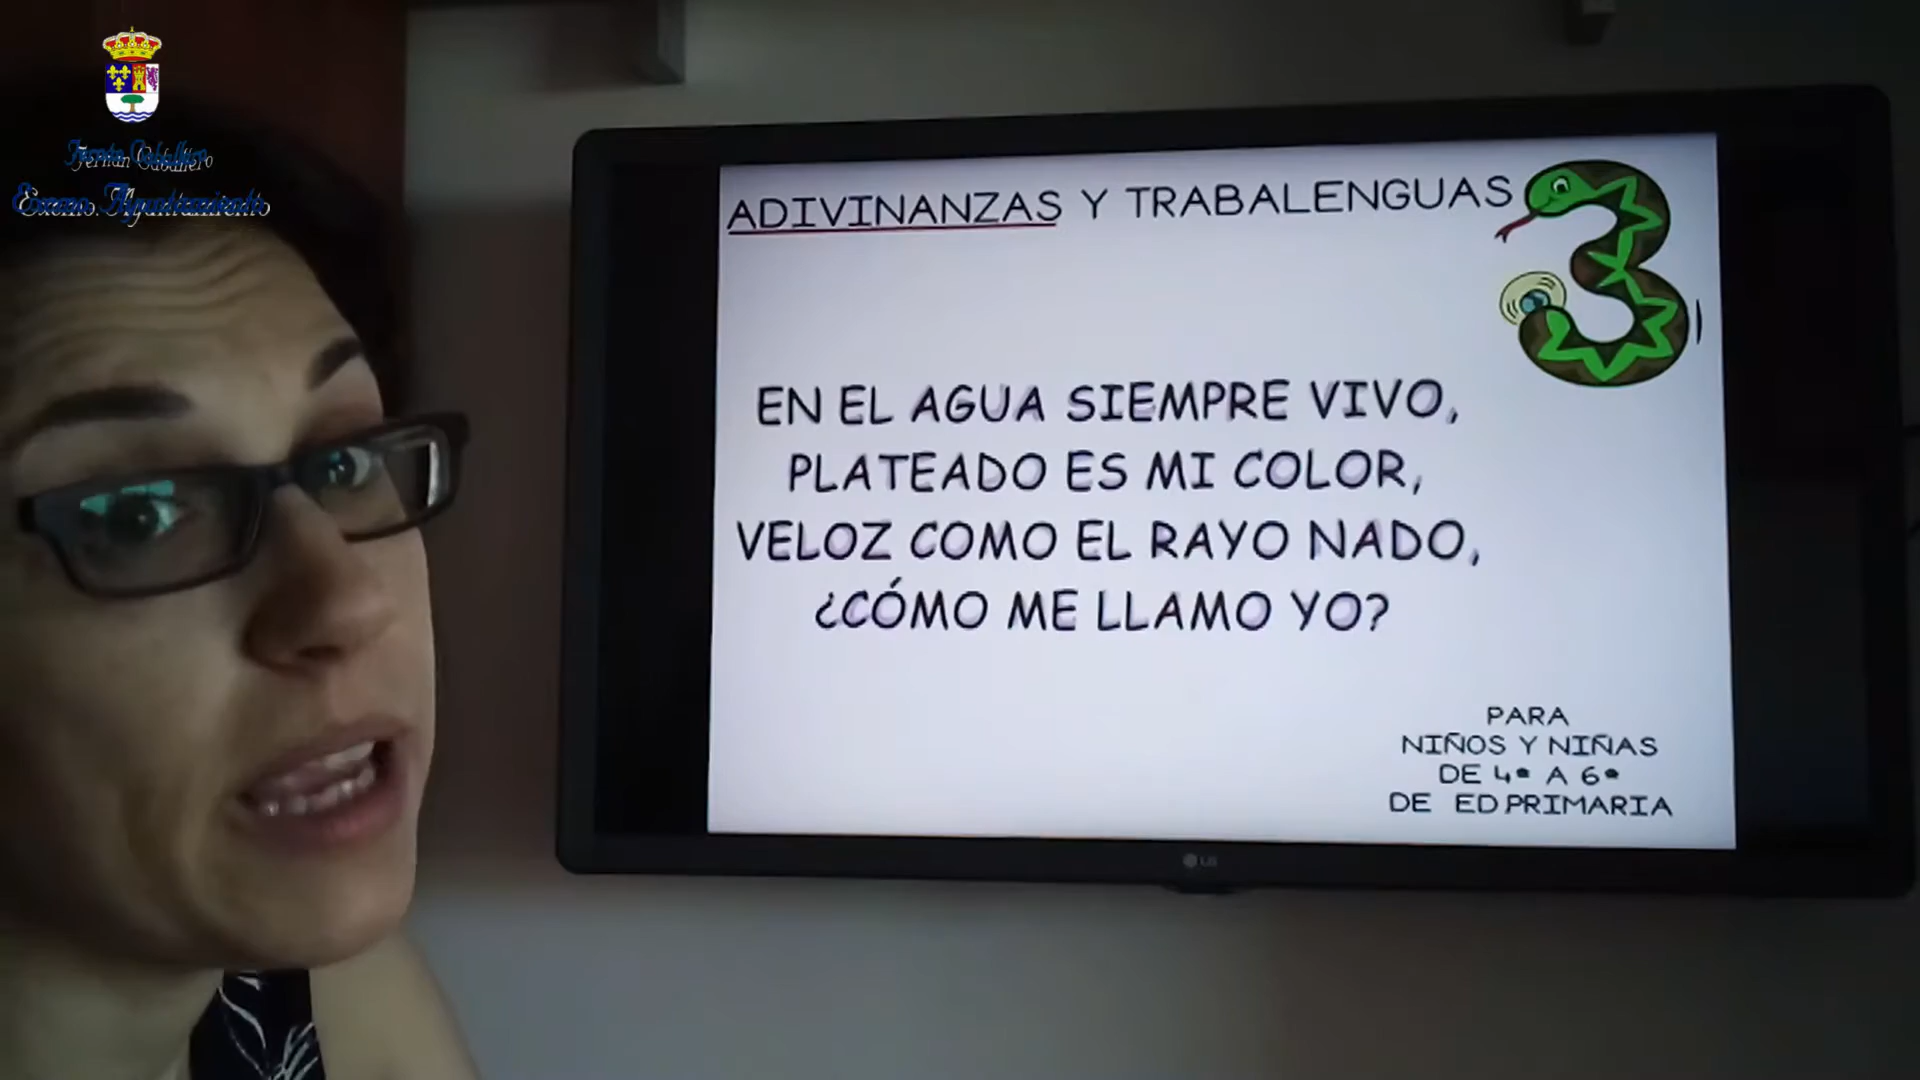 Fernán Caballero
Excmo. Ayuntamiento
ADIVINANZAS Y TRABALENGUAS
EN EL AGUA SIEMPRE VIVO,
PLATEADO ES MI COLOR,
VELOZ COMO EL RAYO NADO,
¿CÓMO ME LLAMO YO?
PARA
NIÑOS Y NIÑAS
DE 4º A 6º
DE ED PRIMARIA
LG